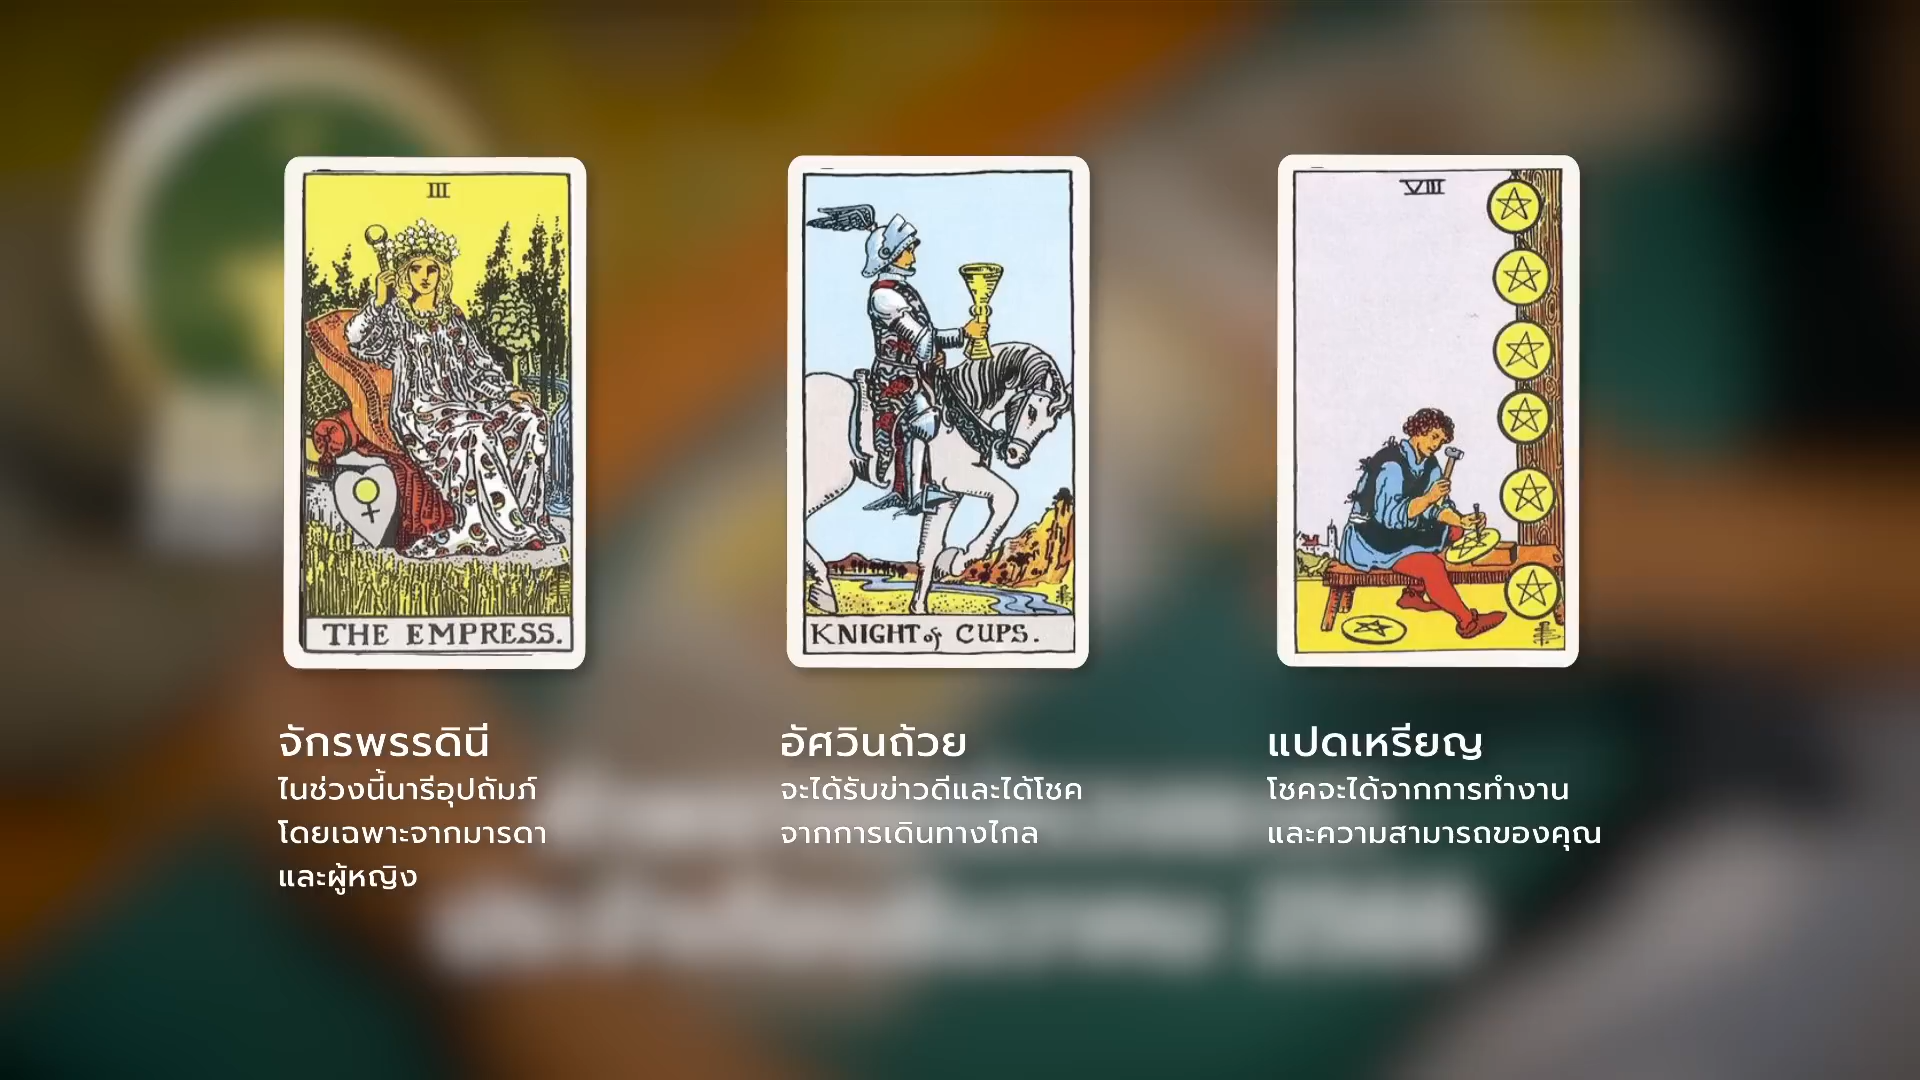 III
THE EMPRESS.
KNIGHT of CUPS.
VIII
จักรพรรดินี
ในช่วงนี้นารีอุปถัมภ์
โดยเฉพาะจากมารดา
และผู้หญิง
อัศวินถ้วย
จะได้รับข่าวดีและได้โชค
จากการเดินทางไกล
แปดเหรียญ
โชคจะได้จากการทำงาน
และความสามารถของคุณ